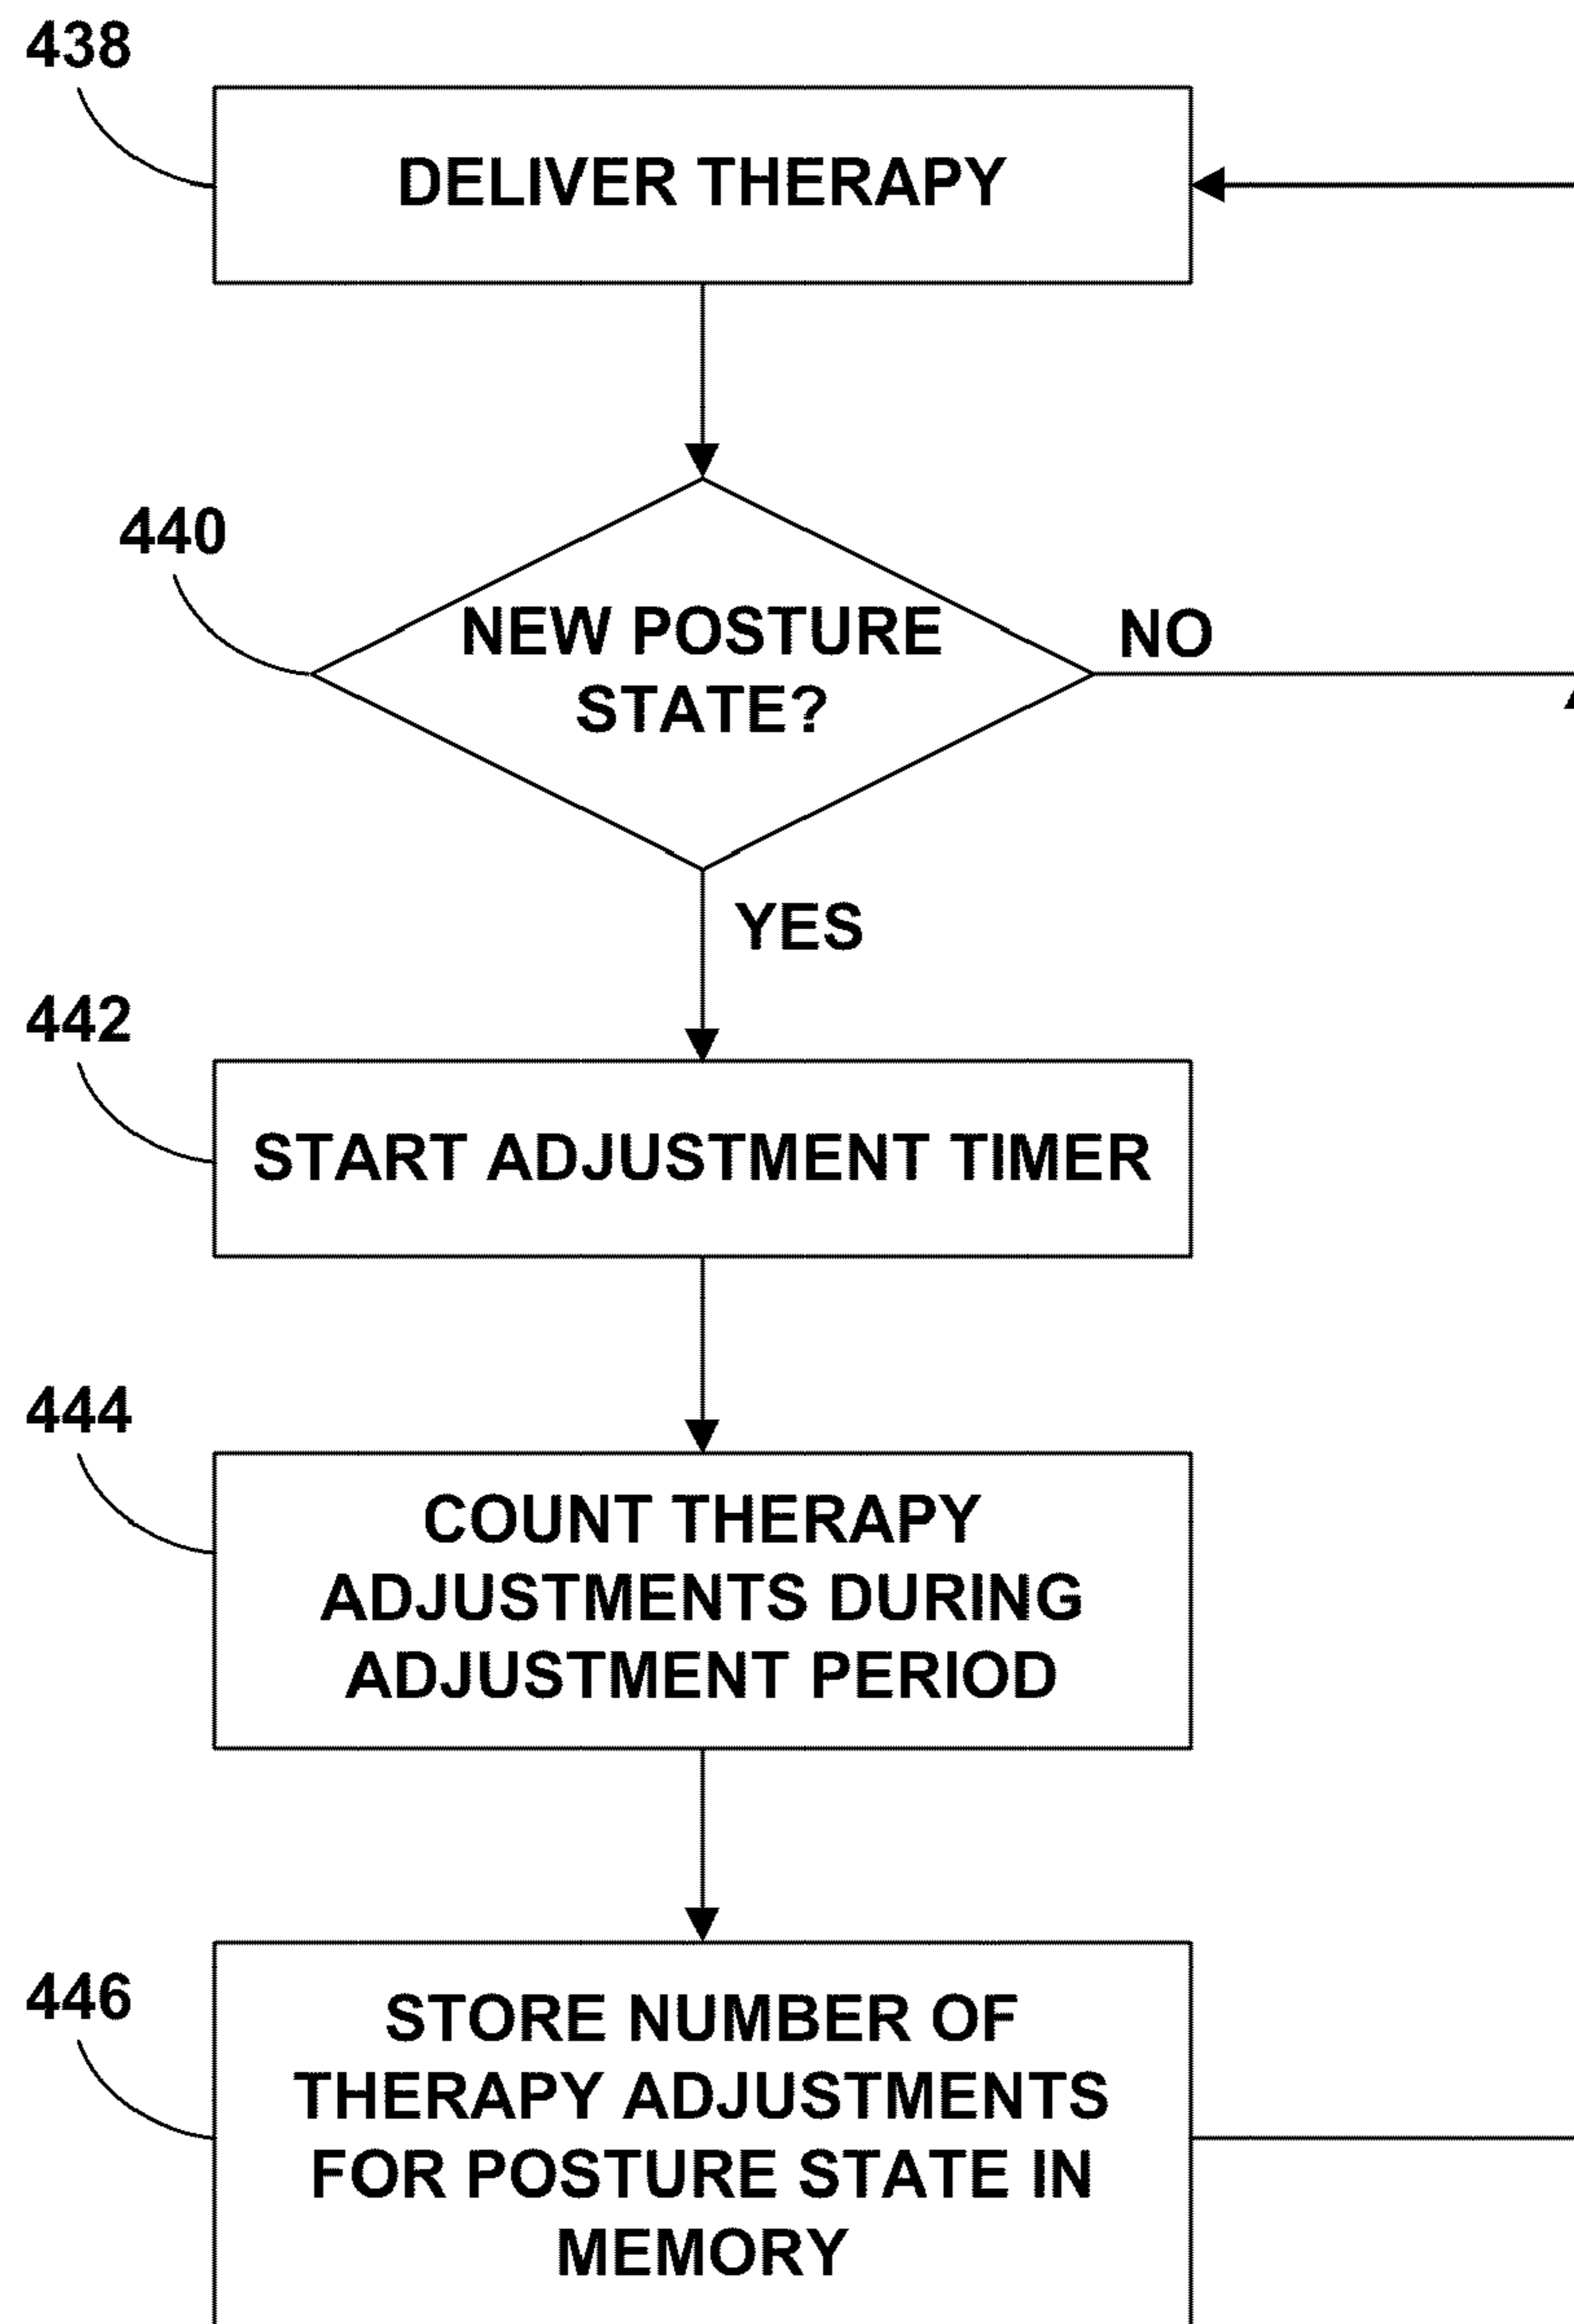 438
DELIVER THERAPY
440
NEW POSTURE
STATE?
NO
YES
442
START ADJUSTMENT TIMER
444
COUNT THERAPY
ADJUSTMENTS DURING
ADJUSTMENT PERIOD
446
STORE NUMBER OF
THERAPY ADJUSTMENTS
FOR POSTURE STATE IN
MEMORY